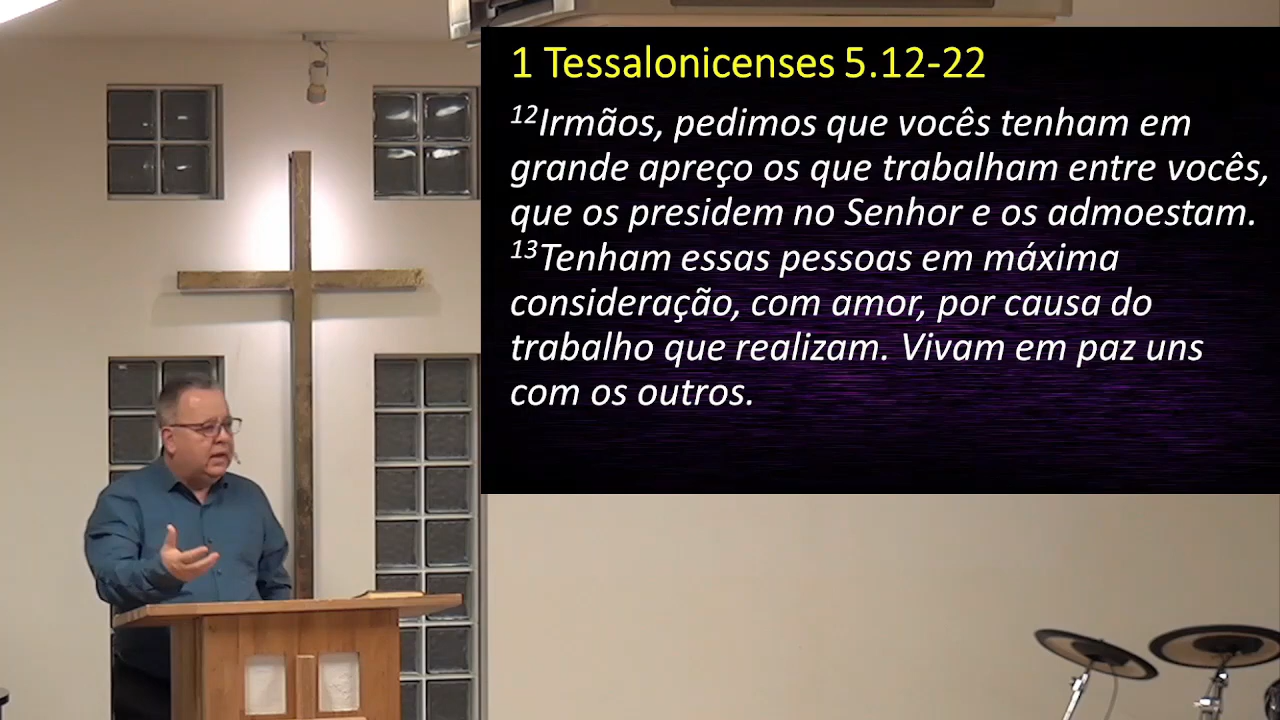 1 Tessalonicenses 5.12-22
12Irmãos, pedimos que vocês tenham em
grande apreço os que trabalham entre vocês,
que os presidem no Senhor e os admoestam.
13Tenham essas pessoas em máxima
consideração, com amor, por causa do
trabalho que realizam. Vivam em paz uns
com os outros.